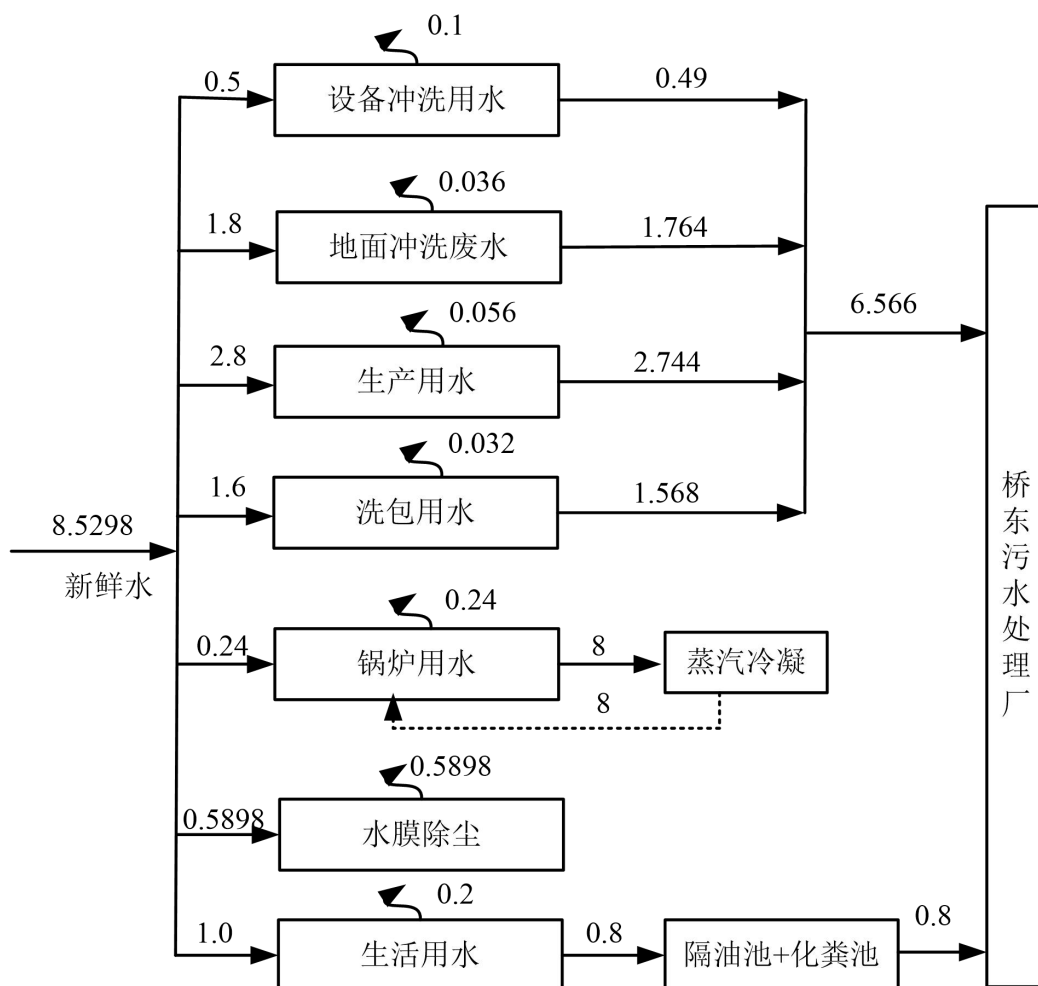 0.1
0.5
设备冲洗用水
0.49
0.036
1.8
地面冲洗废水
1.764
0.056
2.8
生产用水
2.744
6.566
0.032
1.6
洗包用水
1.568
8.5298
新鲜水
0.24
0.24
锅炉用水
8
蒸汽冷凝
8
0.5898
0.5898
水膜除尘
0.2
1.0
生活用水
0.8
隔油池+化粪池
0.8
桥东污水处理厂